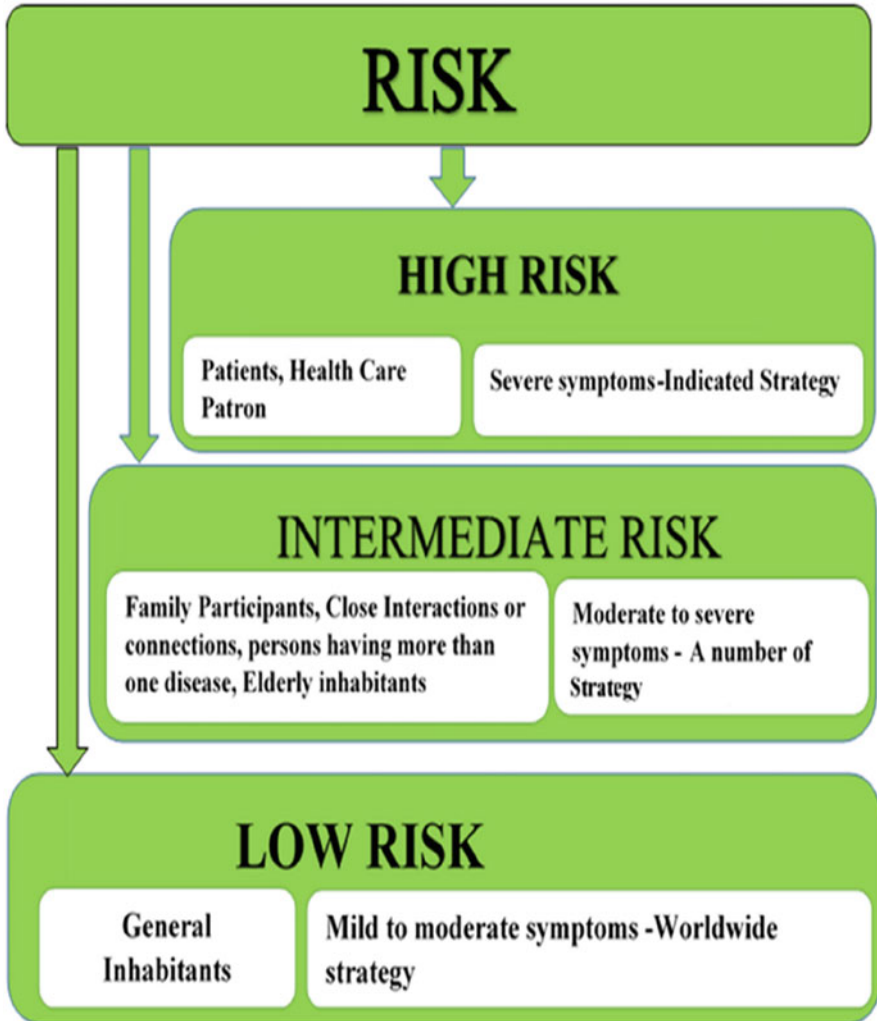 RISK
HIGH RISK
Patients, Health Care
Patron
Severe symptoms-Indicated Strategy
INTERMEDIATE RISK
Family Participants, Close Interactions or
connections, persons having more than
one disease, Elderly inhabitants
Moderate to severe
symptoms - A number of
Strategy
LOW RISK
General
Inhabitants
Mild to moderate symptoms -Worldwide
strategy